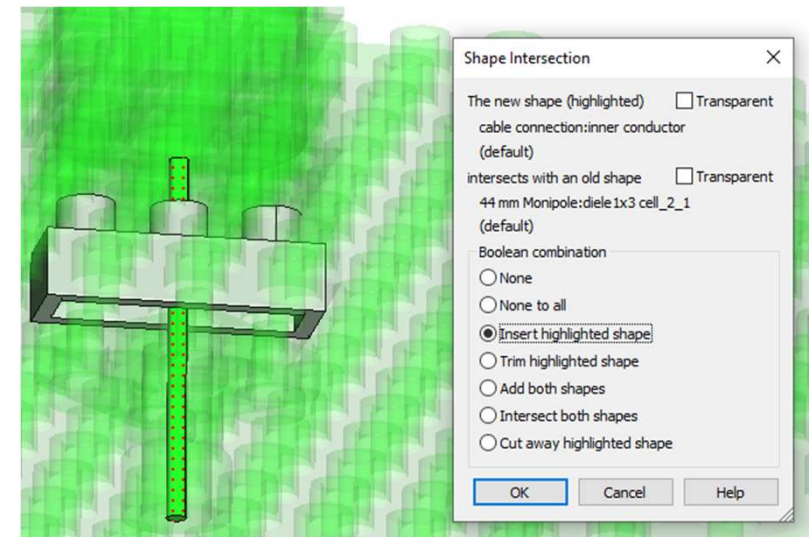 Shape Intersection
The new shape (highlighted) Transparent
cable connection:inner conductor
(default)
intersects with an old shape Transparent
44 mm Monipole:diele1x3 cell_2_1
(default)
Boolean combination
None
None to all
Insert highlighted shape
Trim highlighted shape
Add both shapes
Intersect both shapes
Cut away highlighted shape
OK Cancel Help